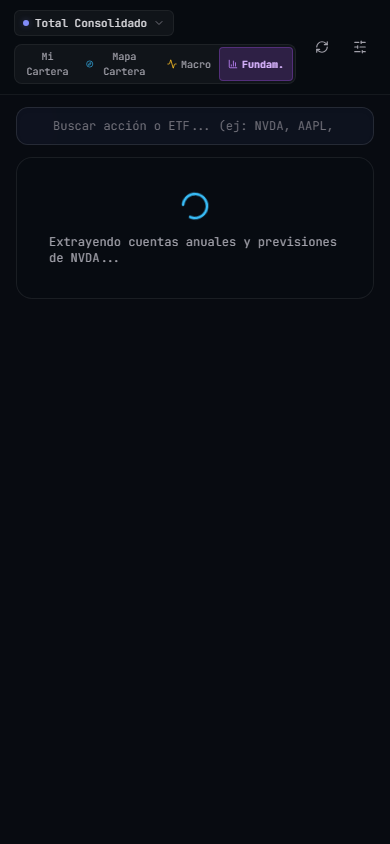 Total Consolidado
Mi
Cartera
Mapa
Cartera
Macro
Fundam.
Buscar acción o ETF... (ej: NVDA, AAPL,
Extrayendo cuentas anuales y previsiones
de NVDA...